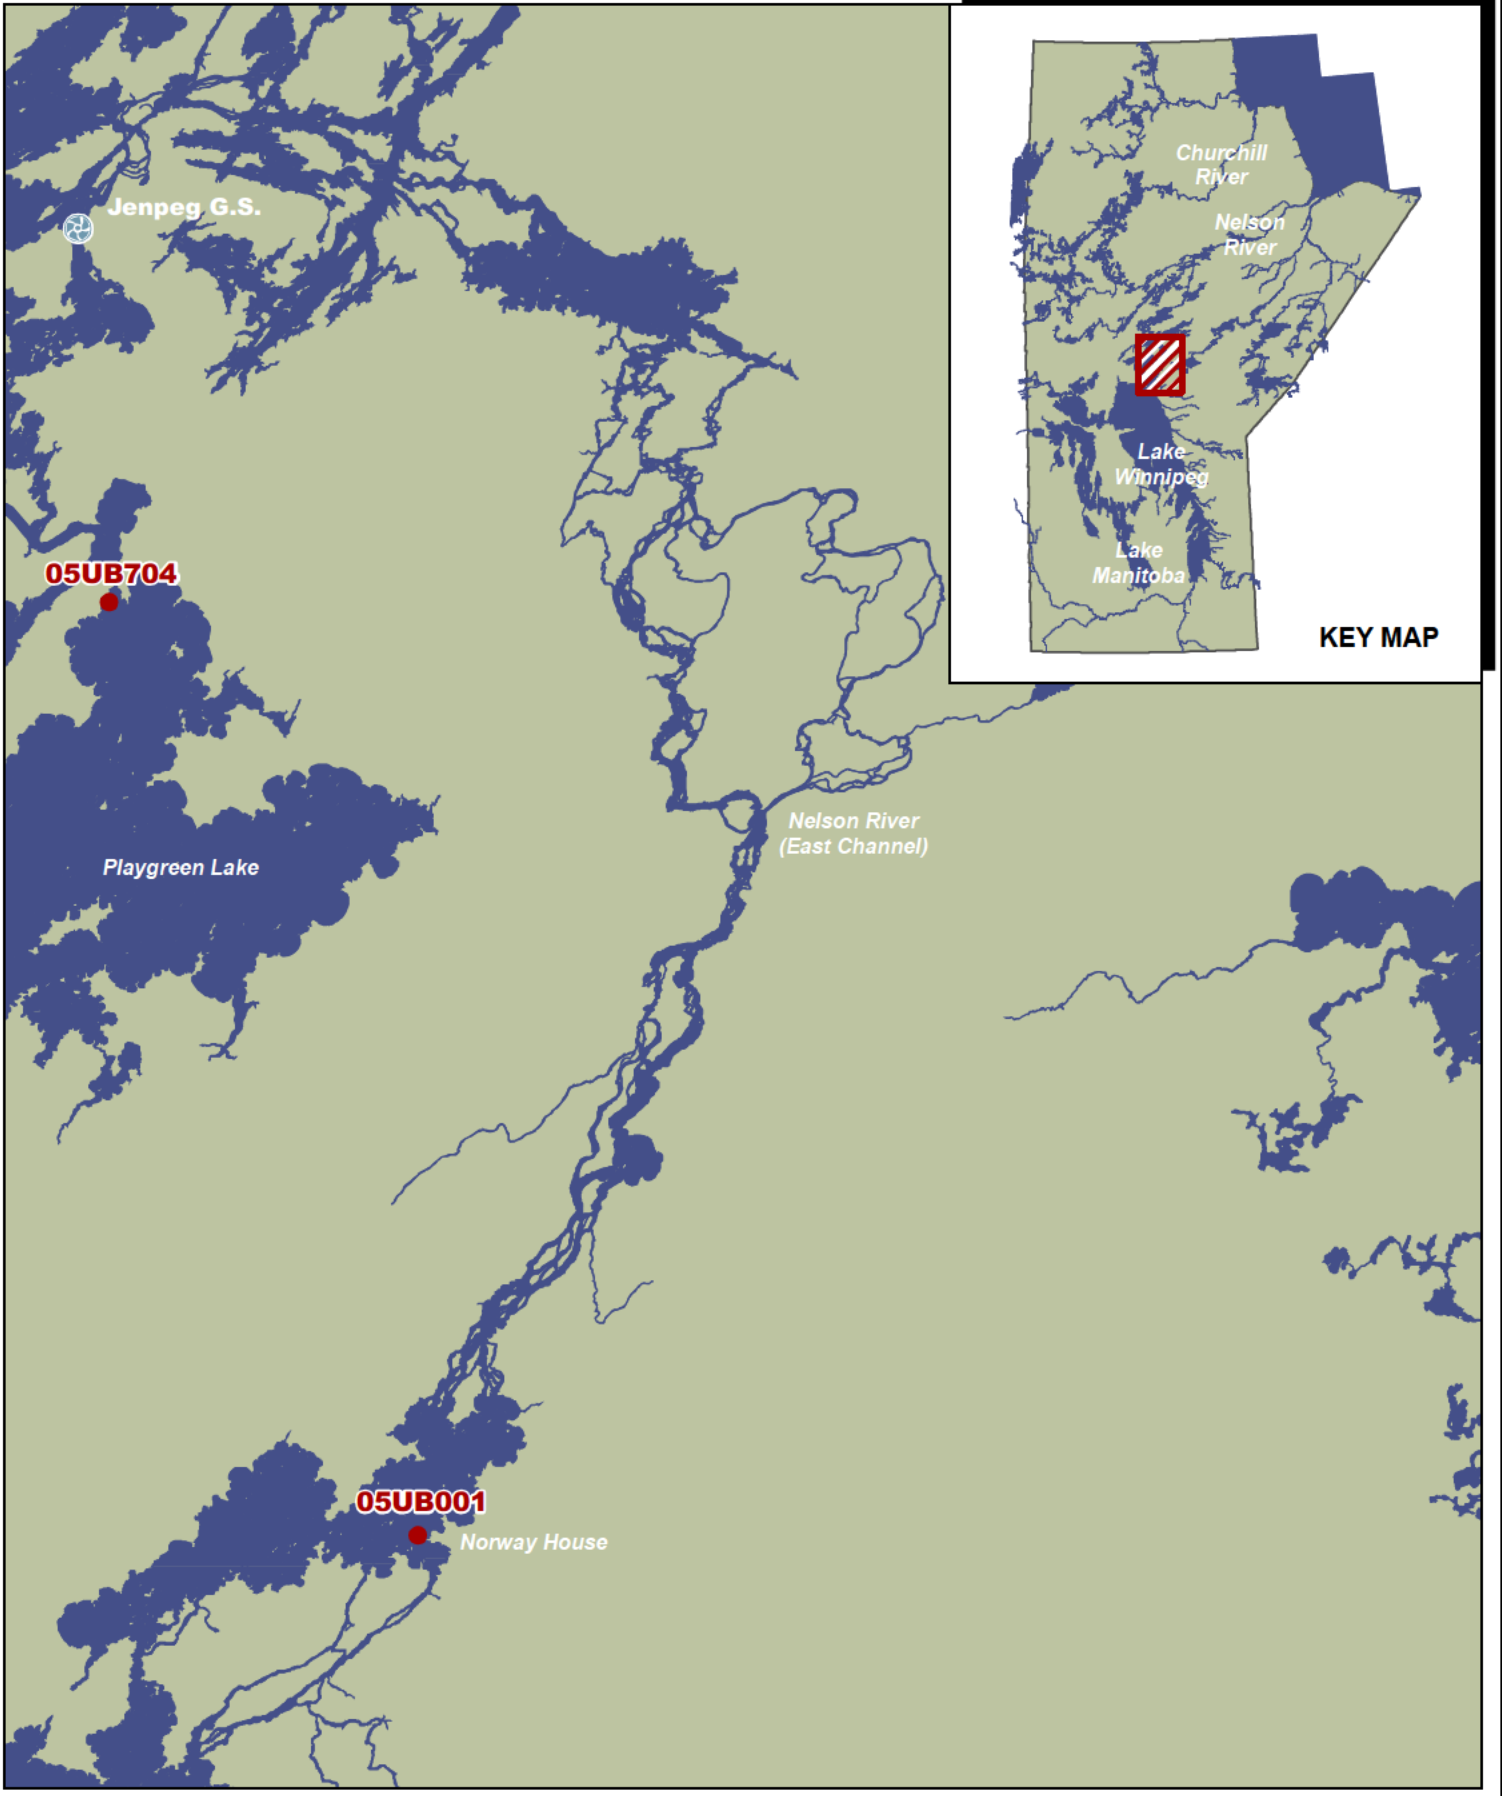 Jenpeg G.S.
05UB704
Playgreen Lake
Nelson River
(East Channel)
05UB001
Norway House
Churchill
River
Nelson
River
Lake
Winnipeg
Lake
Manitoba
KEY MAP